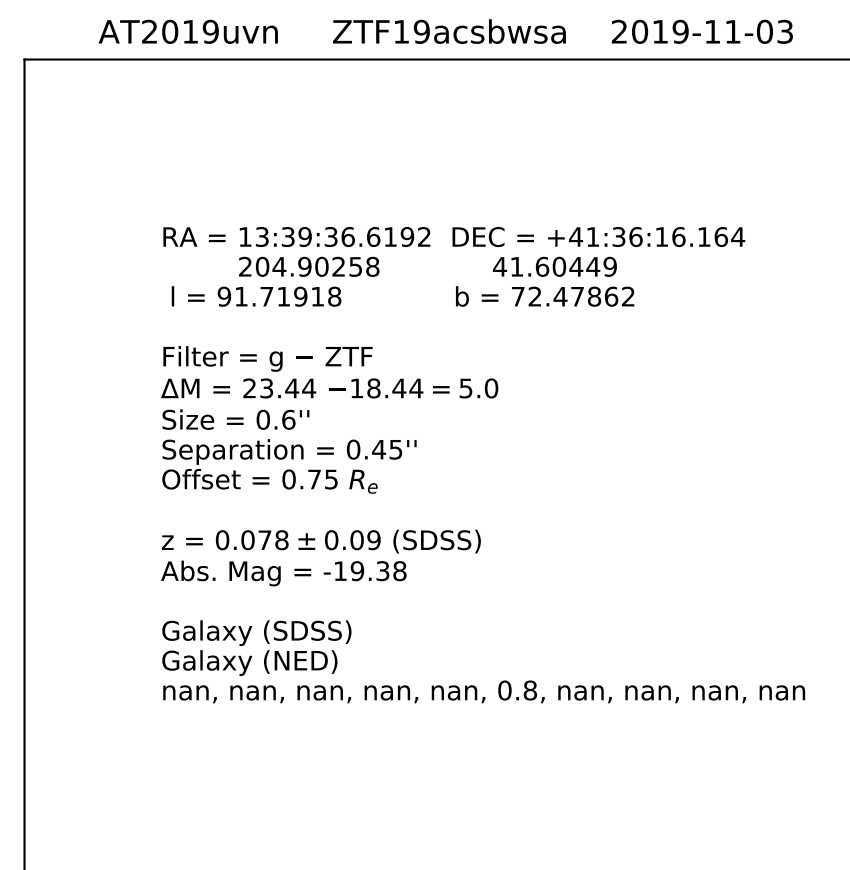 AT2019uvn ZTF19acsbwsa 2019-11-03
RA = 13:39:36.6192 DEC = +41:36:16.164
204.90258 41.60449
l = 91.71918 b = 72.47862
Filter = g − ZTF
ΔM = 23.44 −18.44 = 5.0
Size = 0.6''
Separation = 0.45''
Offset = 0.75 Rₑ
z = 0.078 ± 0.09 (SDSS)
Abs. Mag = -19.38
Galaxy (SDSS)
Galaxy (NED)
nan, nan, nan, nan, nan, 0.8, nan, nan, nan, nan